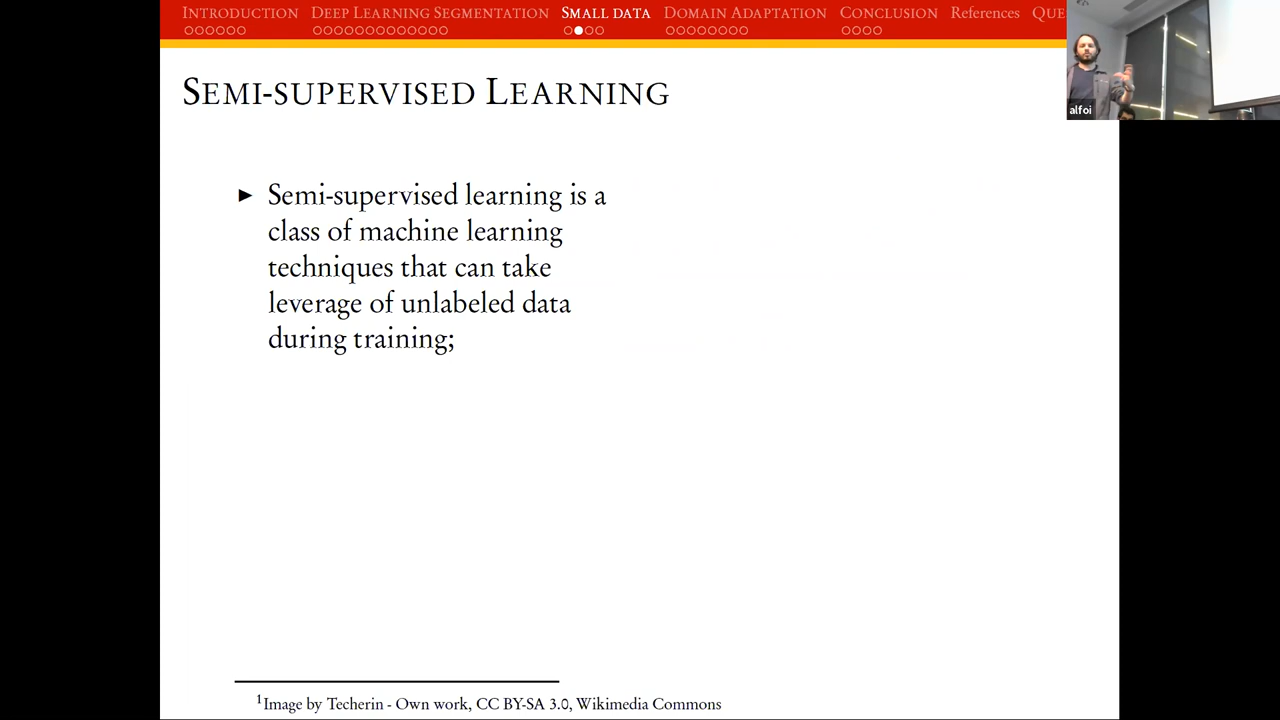 INTRODUCTION DEEP LEARNING SEGMENTATION SMALL DATA DOMAIN ADAPTATION CONCLUSION References QUE
alfoi
SEMI-SUPERVISED LEARNING
► Semi-supervised learning is a
class of machine learning
techniques that can take
leverage of unlabeled data
during training;
1Image by Techerin - Own work, CC BY-SA 3.0, Wikimedia Commons